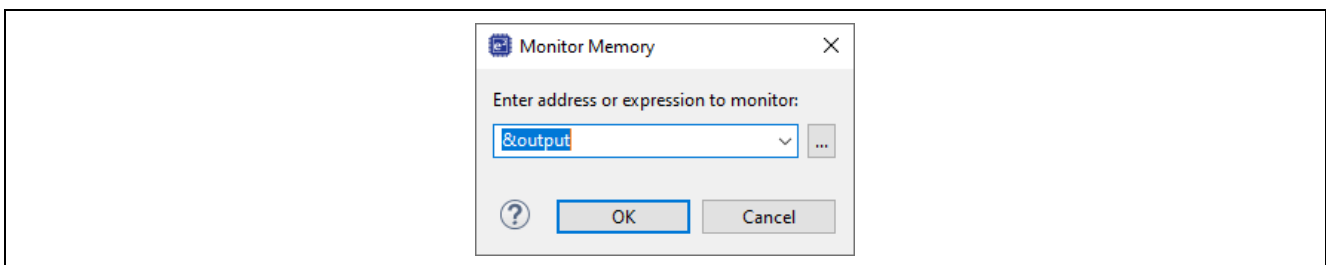 Monitor Memory
Enter address or expression to monitor:
&output
...
?
OK Cancel